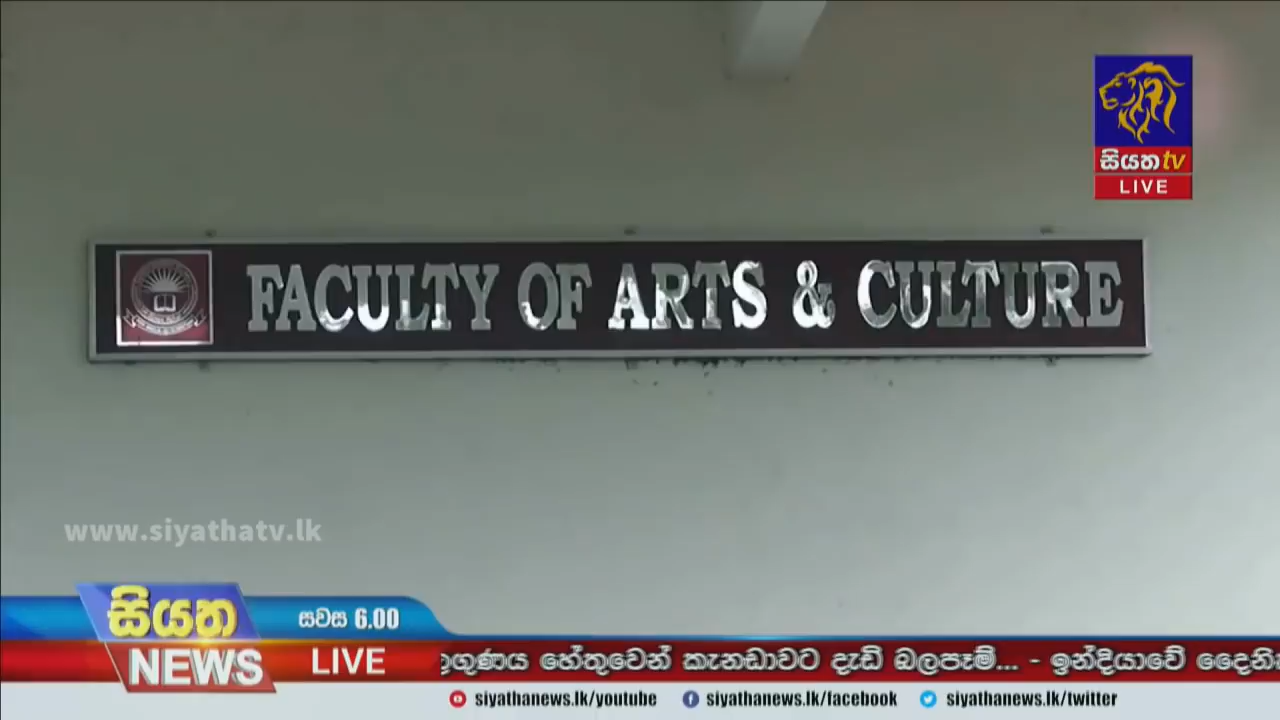 සියත tv
LIVE
FACULTY OF ARTS & CULTURE
www.siyathatv.lk
සියත
NEWS
සවස 6.00
LIVE
හේතුවෙන් කැනඩාවට දැඩි බලපෑම්... - ඉන්දියාවේ
siyathanews.lk/youtube
siyathanews.lk/facebook
siyathanews.lk/twitter